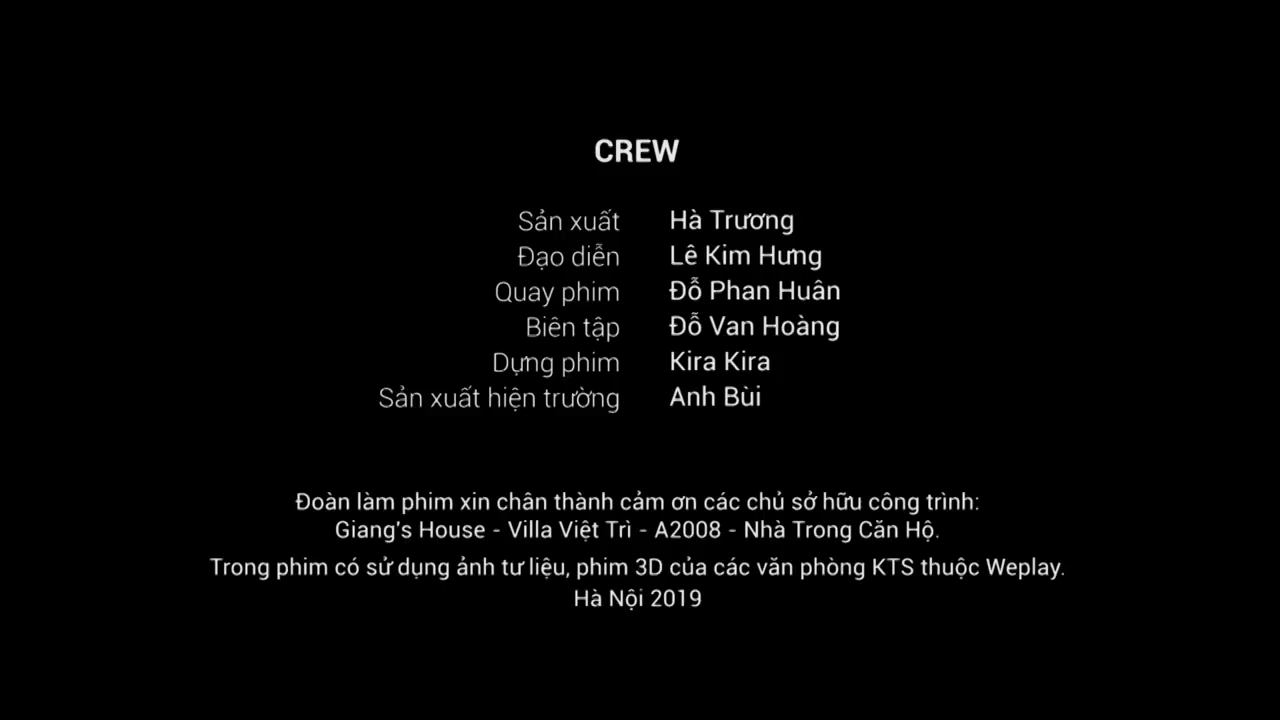 CREW
Sản xuất Hà Trương
Đạo diễn Lê Kim Hưng
Quay phim Đỗ Phan Huân
Biên tập Đỗ Van Hoàng
Dựng phim Kira Kira
Sản xuất hiện trường Anh Bùi
Đoàn làm phim xin chân thành cảm ơn các chủ sở hữu công trình:
Giang's House - Villa Việt Trì - A2008 - Nhà Trong Căn Hộ.
Trong phim có sử dụng ảnh tư liệu, phim 3D của các văn phòng KTS thuộc Weplay.
Hà Nội 2019